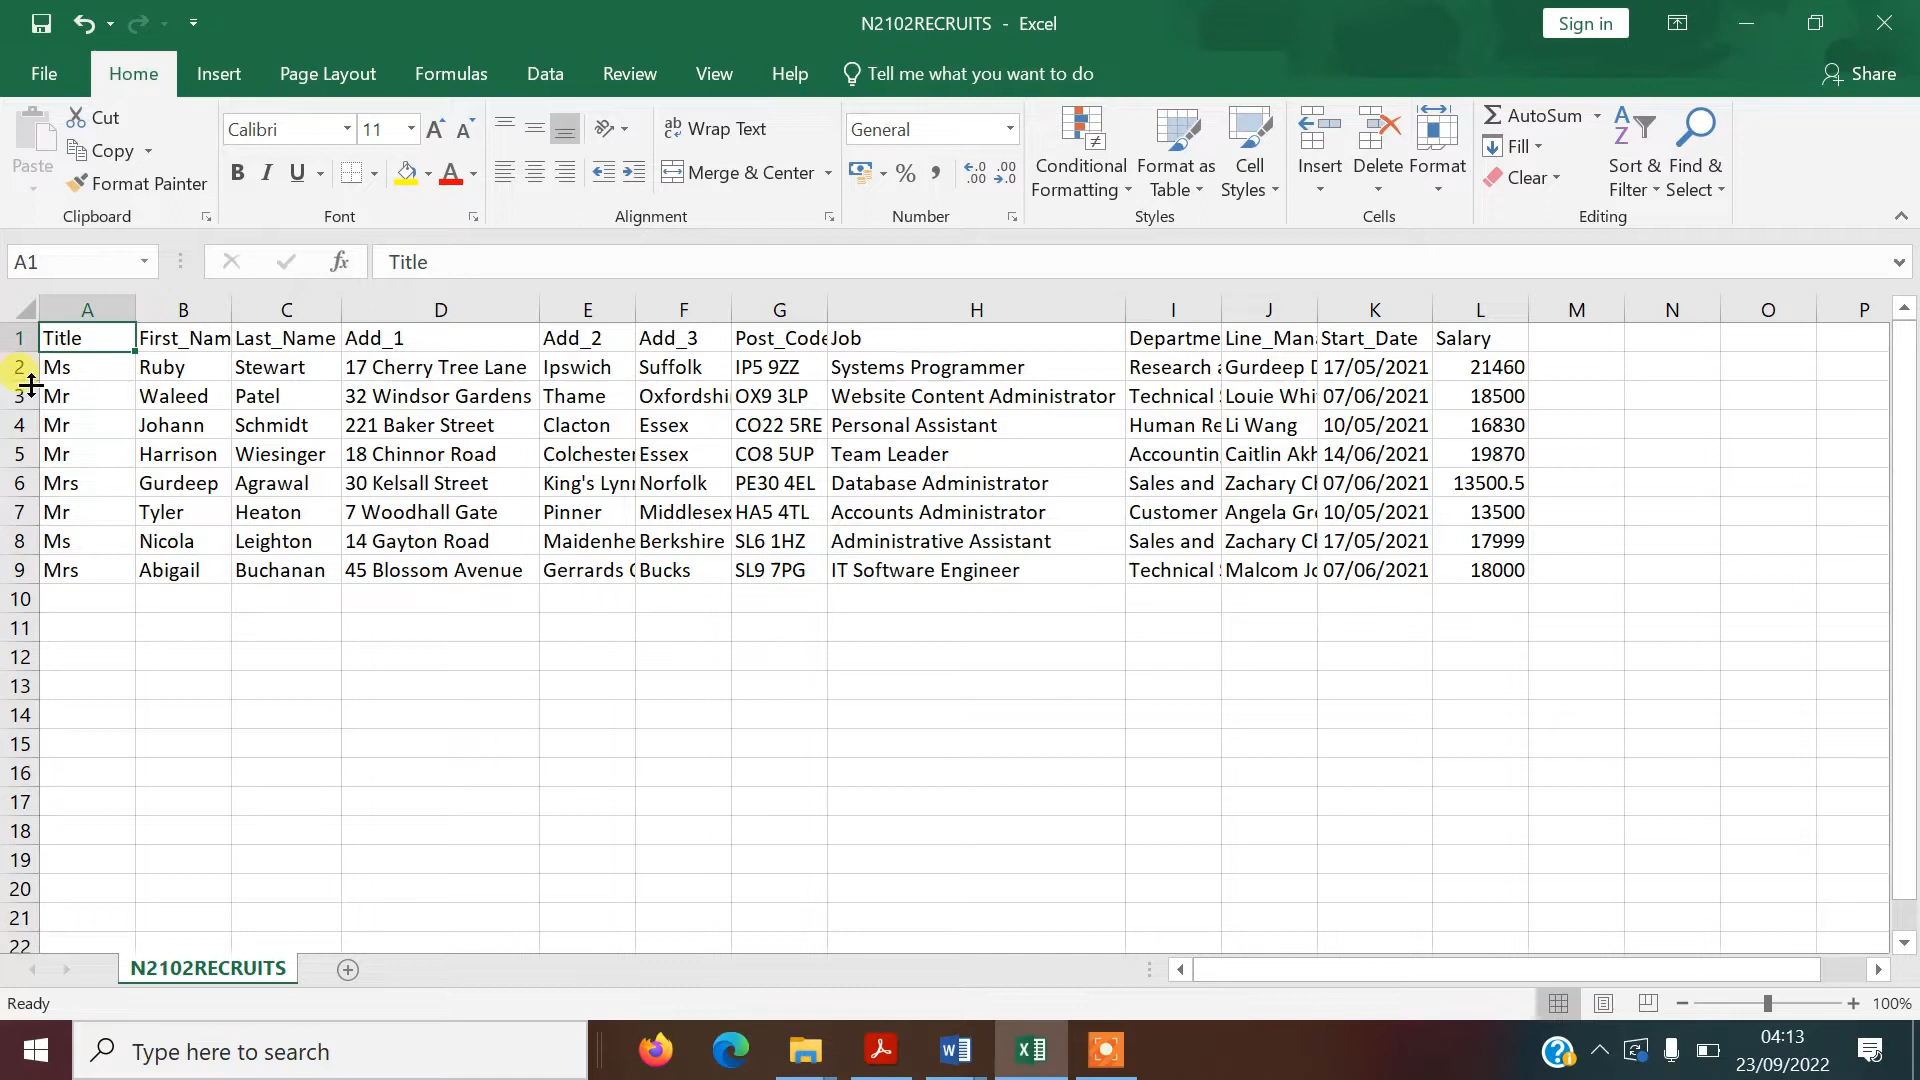 N2102RECRUITS - Excel
Sign in
File Home Insert Page Layout Formulas Data Review View Help Tell me what you want to do Share
Paste
Cut
Copy
Format Painter
Clipboard
Calibri 11 A A
B I U A
Font
Wrap Text
Merge & Center
Alignment
General
% , .0 .00 .00 .0
Number
Conditional Formatting
Format as Table
Cell Styles
Styles
Insert Delete Format
Cells
AutoSum
Fill
Clear
Sort & Filter
Find & Select
Editing
A1 fx Title
A B C D E F G H I J K L M N O P
1 Title First_Nam Last_Name Add_1 Add_2 Add_3 Post_Code Job Departme Line_Mana Start_Date Salary
2 Ms Ruby Stewart 17 Cherry Tree Lane Ipswich Suffolk IP5 9ZZ Systems Programmer Research a Gurdeep D 17/05/2021 21460
3 Mr Waleed Patel 32 Windsor Gardens Thame Oxfordshi OX9 3LP Website Content Administrator Technical S Louie Whi 07/06/2021 18500
4 Mr Johann Schmidt 221 Baker Street Clacton Essex CO22 5RE Personal Assistant Human Re Li Wang 10/05/2021 16830
5 Mr Harrison Wiesinger 18 Chinnor Road Colchester Essex CO8 5UP Team Leader Accounting Caitlin Akh 14/06/2021 19870
6 Mrs Gurdeep Agrawal 30 Kelsall Street King's Lynn Norfolk PE30 4EL Database Administrator Sales and Zachary Ch 07/06/2021 13500.5
7 Mr Tyler Heaton 7 Woodhall Gate Pinner Middlesex HA5 4TL Accounts Administrator Customer Angela Gre 10/05/2021 13500
8 Ms Nicola Leighton 14 Gayton Road Maidenhe Berkshire SL6 1HZ Administrative Assistant Sales and Zachary Ch 17/05/2021 17999
9 Mrs Abigail Buchanan 45 Blossom Avenue Gerrards C Bucks SL9 7PG IT Software Engineer Technical S Malcom Jo 07/06/2021 18000
10
11
12
13
14
15
16
17
18
19
20
21
22
N2102RECRUITS
Ready 100%
Type here to search
04:13
23/09/2022